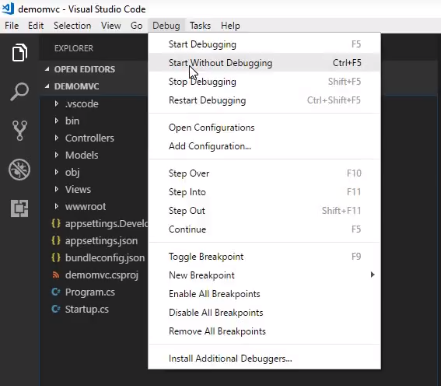 demomvc - Visual Studio Code
File Edit Selection View Go Debug Tasks Help
EXPLORER
OPEN EDITORS
DEMOMVC
.vscode
bin
Controllers
Models
obj
Views
wwwroot
{} appsettings.Develo
{} appsettings.json
{} bundleconfig.json
demomvc.csproj
C# Program.cs
C# Startup.cs
Start Debugging F5
Start Without Debugging Ctrl+F5
Stop Debugging Shift+F5
Restart Debugging Ctrl+Shift+F5
Open Configurations
Add Configuration...
Step Over F10
Step Into F11
Step Out Shift+F11
Continue F5
Toggle Breakpoint F9
New Breakpoint
Enable All Breakpoints
Disable All Breakpoints
Remove All Breakpoints
Install Additional Debuggers...